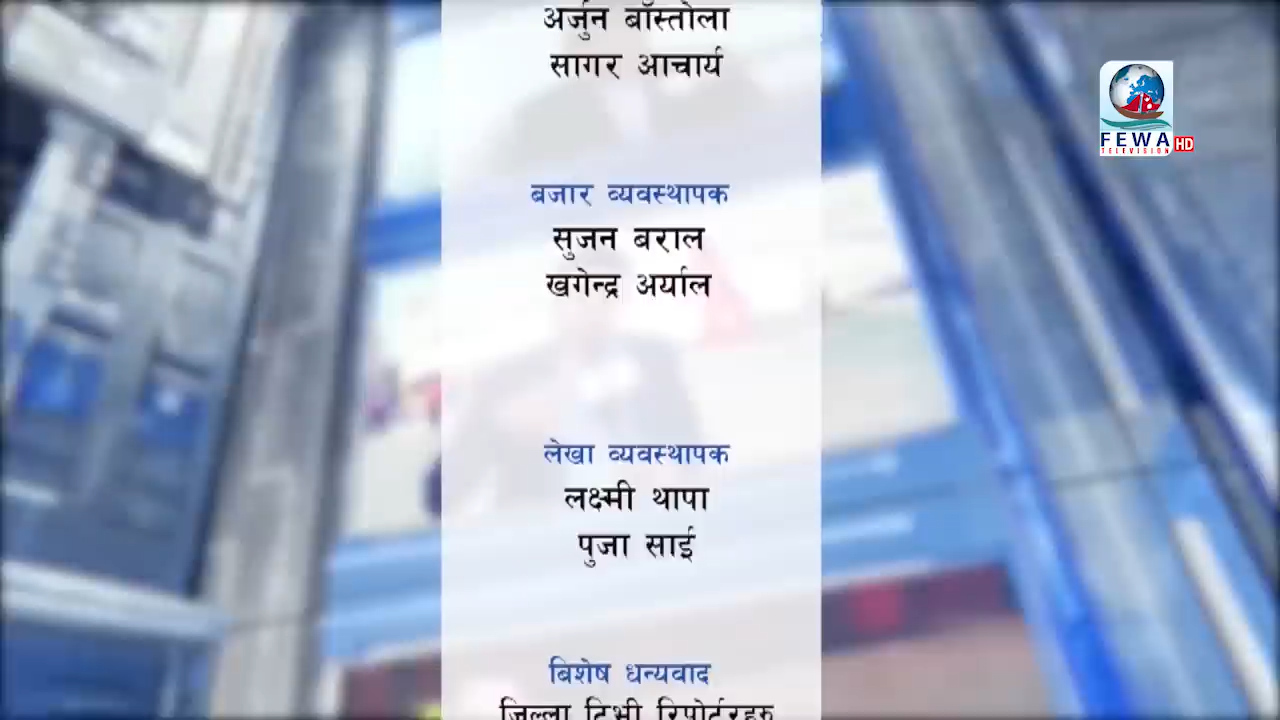 अर्जुन बाँस्तोला
सागर आचार्य
FEWA
TELEVISION HD
बजार व्यवस्थापक
सुजन बराल
खगेन्द्र अर्याल
लेखा व्यवस्थापक
लक्ष्मी थापा
पुजा साई
बिशेष धन्यवाद
जिल्ला टिभी रिपोर्टरहरु